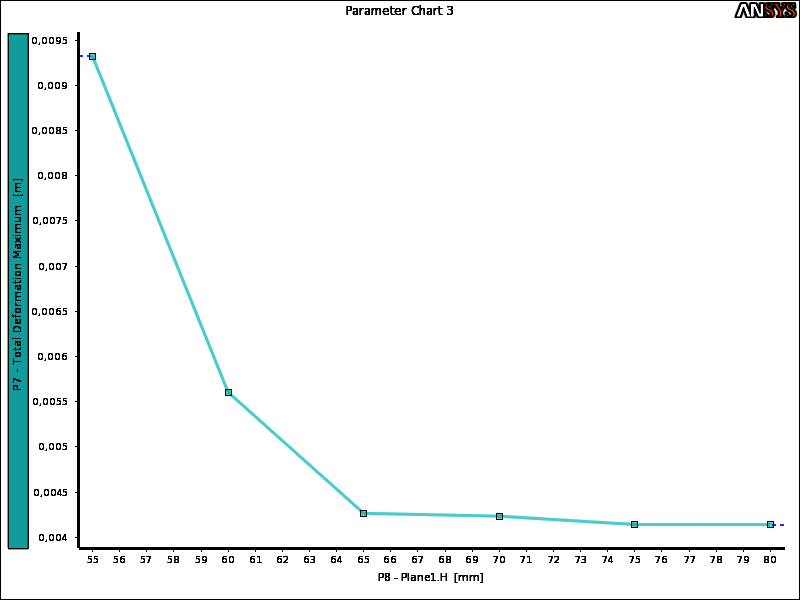 Parameter Chart 3
ANSYS
P7 - Total Deformation Maximum [m]
0,0095
0,009
0,0085
0,008
0,0075
0,007
0,0065
0,006
0,0055
0,005
0,0045
0,004
55 56 57 58 59 60 61 62 63 64 65 66 67 68 69 70 71 72 73 74 75 76 77 78 79 80
P8 - Plane1.H [mm]